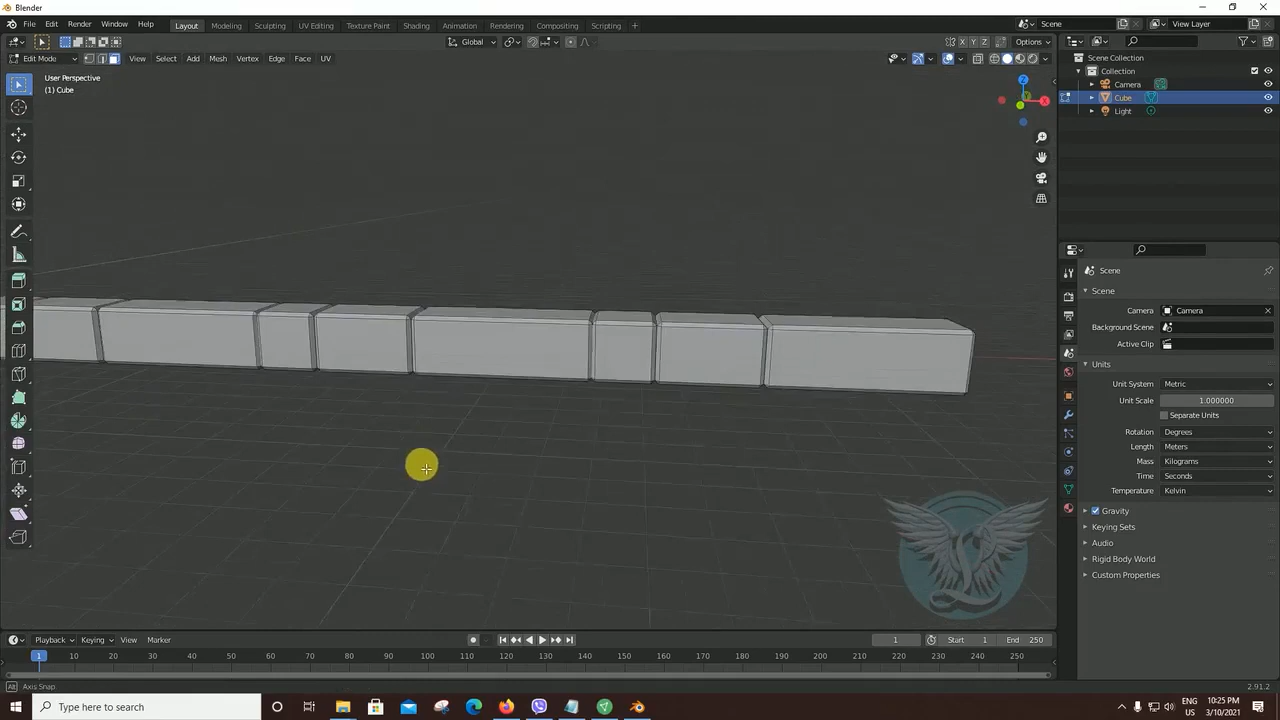 Blender
File Edit Render Window Help Layout Modeling Sculpting UV Editing Texture Paint Shading Animation Rendering Compositing Scripting + Scene View Layer
Global Options
Edit Mode View Select Add Mesh Vertex Edge Face UV
User Perspective
(1) Cube
Z
X
Y
Scene Collection
Collection
Camera
Cube
Light
Scene
Scene
Camera Camera
Background Scene
Active Clip
Units
Unit System Metric
Unit Scale 1.000000
Separate Units
Rotation Degrees
Length Meters
Mass Kilograms
Time Seconds
Temperature Kelvin
Gravity
Keying Sets
Audio
Rigid Body World
Custom Properties
Playback Keying View Marker 1 Start 1 End 250
1 10 20 30 40 50 60 70 80 90 100 110 120 130 140 150 160 170 180 190 200 210 220 230 240 250
Alt Axis Snap 2.91.2
Type here to search
ENG
US
10:25 PM
3/10/2021